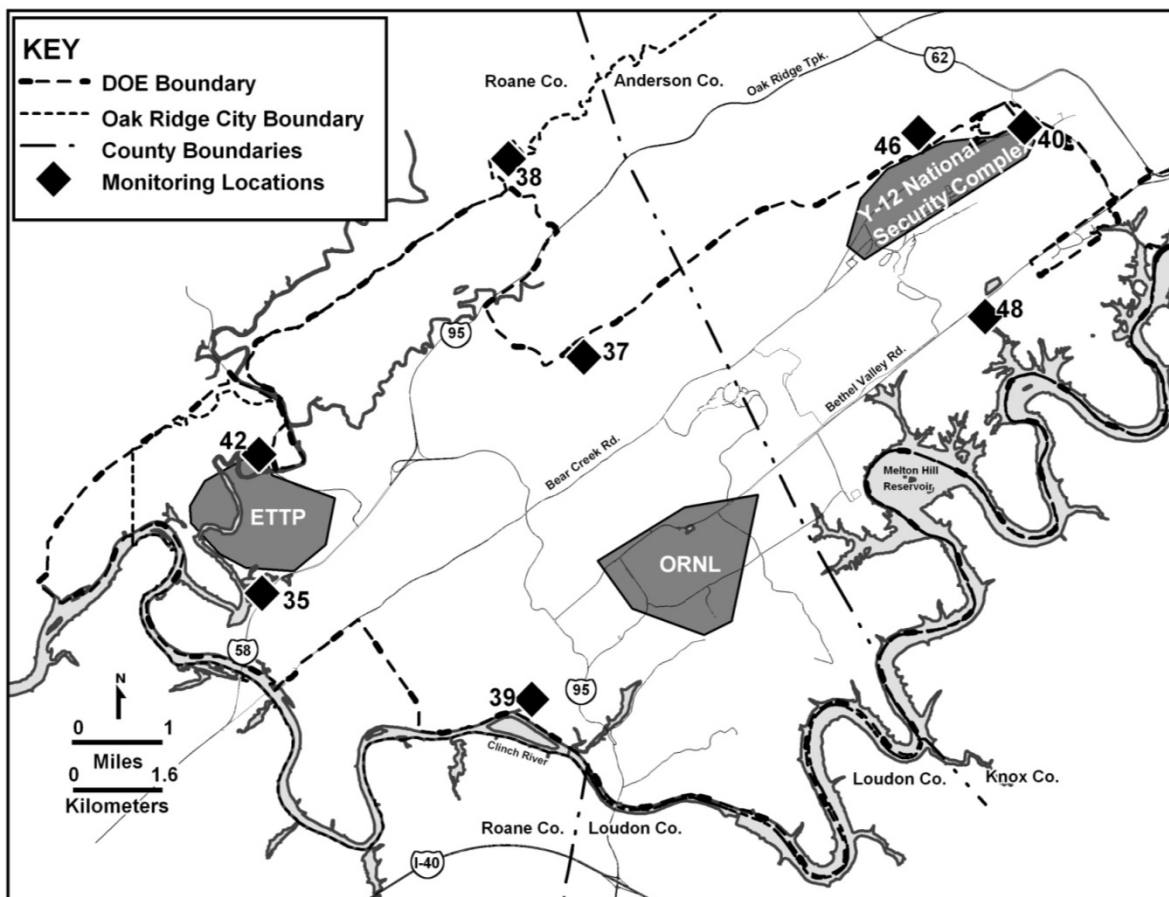 KEY
DOE Boundary
Oak Ridge City Boundary
County Boundaries
Monitoring Locations
Roane Co.
Anderson Co.
Oak Ridge Tpk.
62
46
40
38
Y-12 National
Security Complex
95
37
48
Bethel Valley Rd.
42
Bear Creek Rd.
Melton Hill
Reservoir
ETTP
ORNL
35
58
N
39
95
0 1
Miles
Clinch River
0 1.6
Kilometers
Loudon Co.
Knox Co.
Roane Co.
Loudon Co.
I-40